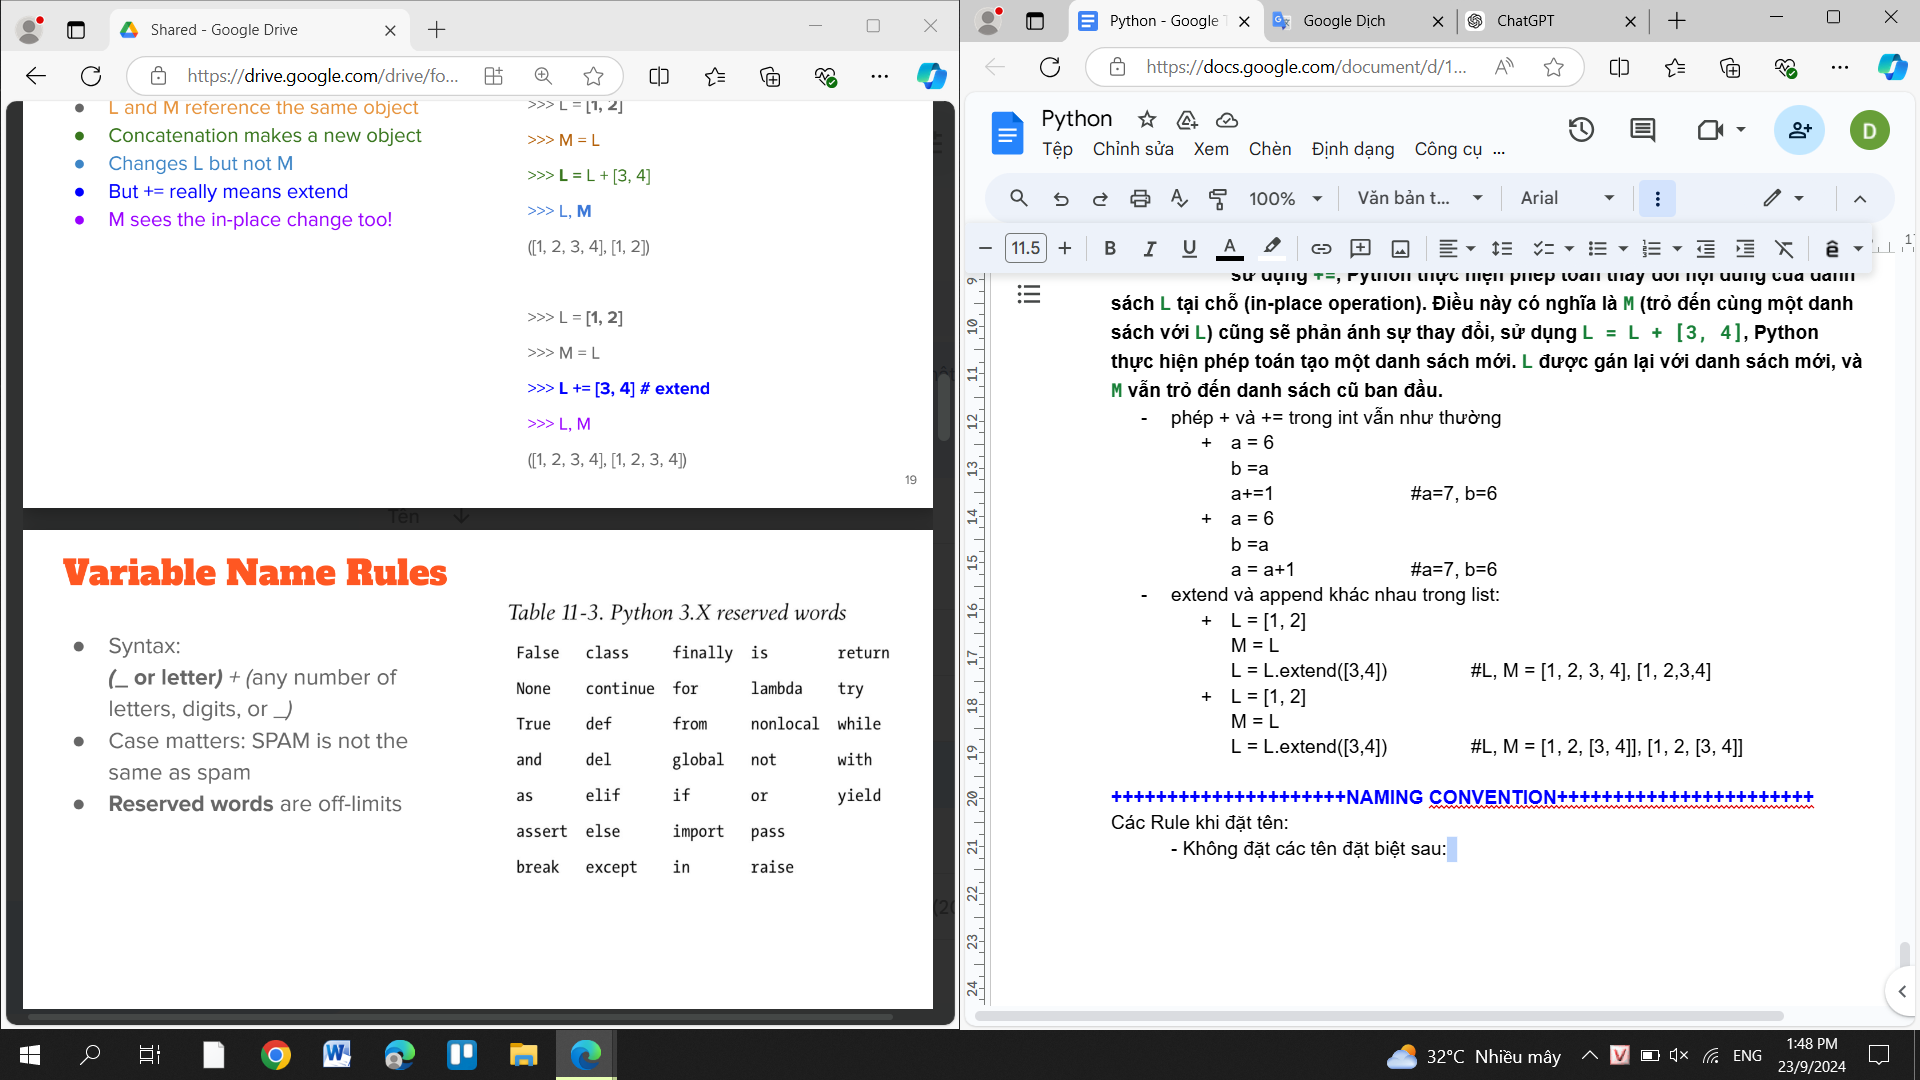 Shared - Google Drive
https://drive.google.com/drive/fo...
L and M reference the same object
Concatenation makes a new object
Changes L but not M
But += really means extend
M sees the in-place change too!
>>> L = [1, 2]
>>> M = L
>>> L = L + [3, 4]
>>> L, M
([1, 2, 3, 4], [1, 2])
>>> L = [1, 2]
>>> M = L
>>> L += [3, 4] # extend
>>> L, M
([1, 2, 3, 4], [1, 2, 3, 4])
19
Tên
Variable Name Rules
Syntax:
(_ or letter) + (any number of
letters, digits, or _)
Case matters: SPAM is not the
same as spam
Reserved words are off-limits
Table 11-3. Python 3.X reserved words
False class finally is return
None continue for lambda try
True def from nonlocal while
and del global not with
as elif if or yield
assert else import pass
break except in raise
Python - Google T
Google Dịch
ChatGPT
https://docs.google.com/document/d/1...
Python
Tệp Chỉnh sửa Xem Chèn Định dạng Công cụ ...
D
100% Văn bản t... Arial
11.5 B I U A ê
sử dụng +=, Python thực hiện phép toán thay đổi nội dung của danh
sách L tại chỗ (in-place operation). Điều này có nghĩa là M (trỏ đến cùng một danh
sách với L) cũng sẽ phản ánh sự thay đổi, sử dụng L = L + [3, 4], Python
thực hiện phép toán tạo một danh sách mới. L được gán lại với danh sách mới, và
M vẫn trỏ đến danh sách cũ ban đầu.
- phép + và += trong int vẫn như thường
+ a = 6
b =a
a+=1 #a=7, b=6
+ a = 6
b =a
a = a+1 #a=7, b=6
- extend và append khác nhau trong list:
+ L = [1, 2]
M = L
L = L.extend([3,4]) #L, M = [1, 2, 3, 4], [1, 2,3,4]
+ L = [1, 2]
M = L
L = L.extend([3,4]) #L, M = [1, 2, [3, 4]], [1, 2, [3, 4]]
+++++++++++++++++++++NAMING CONVENTION+++++++++++++++++++++++
Các Rule khi đặt tên:
- Không đặt các tên đặt biệt sau:
9
10
11
12
13
14
15
16
17
18
19
20
21
22
23
24
32°C Nhiều mây
ENG
1:48 PM
23/9/2024